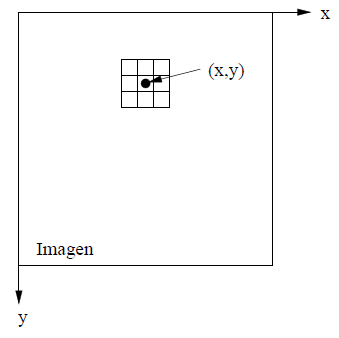 x
(x,y)
Imagen
y